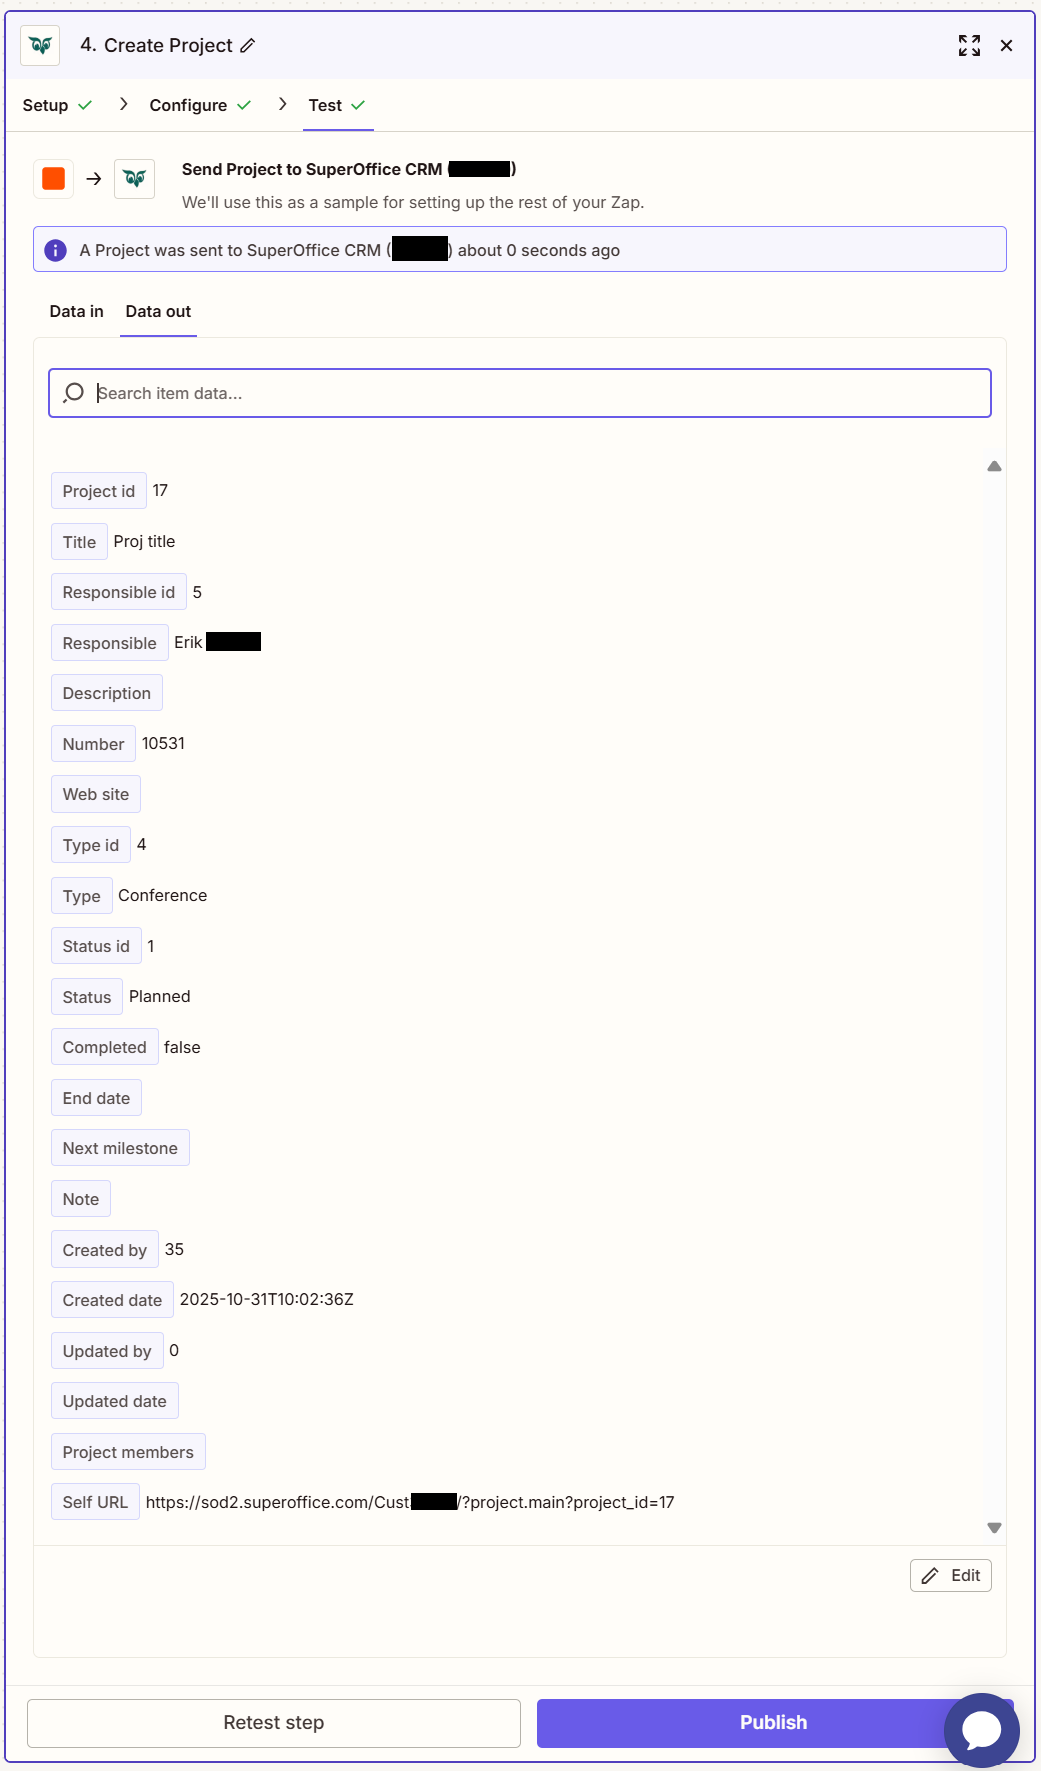 4. Create Project
Setup Configure Test
Send Project to SuperOffice CRM ( )
We'll use this as a sample for setting up the rest of your Zap.
A Project was sent to SuperOffice CRM ( ) about 0 seconds ago
Data in Data out
Search item data...
Project id 17
Title Proj title
Responsible id 5
Responsible Erik
Description
Number 10531
Web site
Type id 4
Type Conference
Status id 1
Status Planned
Completed false
End date
Next milestone
Note
Created by 35
Created date 2025-10-31T10:02:36Z
Updated by 0
Updated date
Project members
Self URL https://sod2.superoffice.com/Cust /?project.main?project_id=17
Edit
Retest step Publish